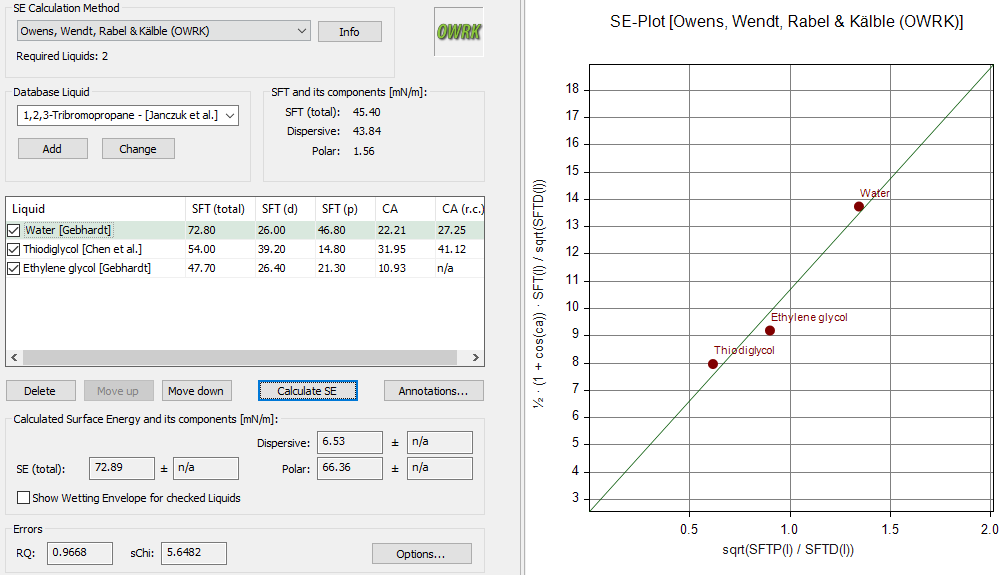 SE Calculation Method
Owens, Wendt, Rabel & Kälble (OWRK)
Info
OWRK
Required Liquids: 2
Database Liquid
1,2,3-Tribromopropane - [Janczuk et al.]
Add
Change
SFT and its components [mN/m]:
SFT (total): 45.40
Dispersive: 43.84
Polar: 1.56
Liquid SFT (total) SFT (d) SFT (p) CA CA (r.c.)
Water [Gebhardt] 72.80 26.00 46.80 22.21 27.25
Thiodiglycol [Chen et al.] 54.00 39.20 14.80 31.95 41.12
Ethylene glycol [Gebhardt] 47.70 26.40 21.30 10.93 n/a
Delete
Move up
Move down
Calculate SE
Annotations...
Calculated Surface Energy and its components [mN/m]:
Dispersive: 6.53 ± n/a
SE (total): 72.89 ± n/a
Polar: 66.36 ± n/a
Show Wetting Envelope for checked Liquids
Errors
RQ: 0.9668
sChi: 5.6482
Options...
SE-Plot [Owens, Wendt, Rabel & Kälble (OWRK)]
½ · (1 + cos(ca)) · SFT(l) / sqrt(SFTD(l))
18
17
16
15
14
13
12
11
10
9
8
7
6
5
4
3
Water
Ethylene glycol
Thiodiglycol
0.5 1.0 1.5 2.0
sqrt(SFTP(l) / SFTD(l))